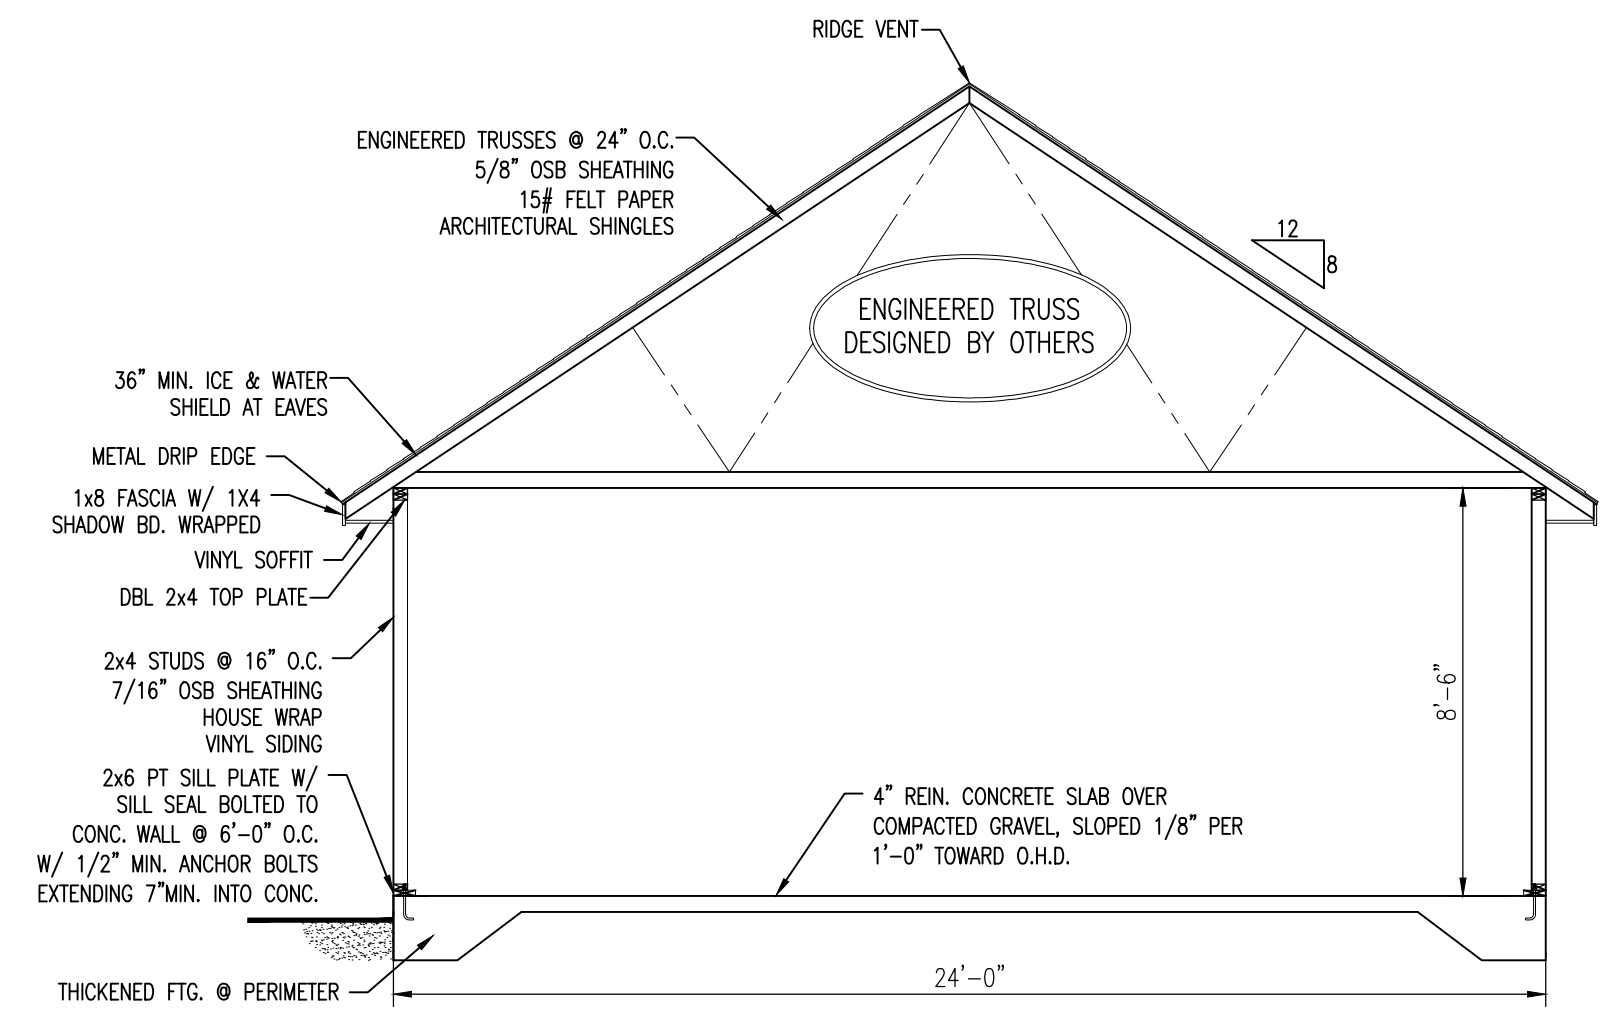 RIDGE VENT
ENGINEERED TRUSSES @ 24" O.C.
5/8" OSB SHEATHING
15# FELT PAPER
ARCHITECTURAL SHINGLES
12
8
ENGINEERED TRUSS
DESIGNED BY OTHERS
36" MIN. ICE & WATER
SHIELD AT EAVES
METAL DRIP EDGE
1x8 FASCIA W/ 1X4
SHADOW BD. WRAPPED
VINYL SOFFIT
DBL 2x4 TOP PLATE
2x4 STUDS @ 16" O.C.
7/16" OSB SHEATHING
HOUSE WRAP
VINYL SIDING
8'-6"
2x6 PT SILL PLATE W/
SILL SEAL BOLTED TO
CONC. WALL @ 6'-0" O.C.
W/ 1/2" MIN. ANCHOR BOLTS
EXTENDING 7"MIN. INTO CONC.
4" REIN. CONCRETE SLAB OVER
COMPACTED GRAVEL, SLOPED 1/8" PER
1'-0" TOWARD O.H.D.
THICKENED FTG. @ PERIMETER
24'-0"